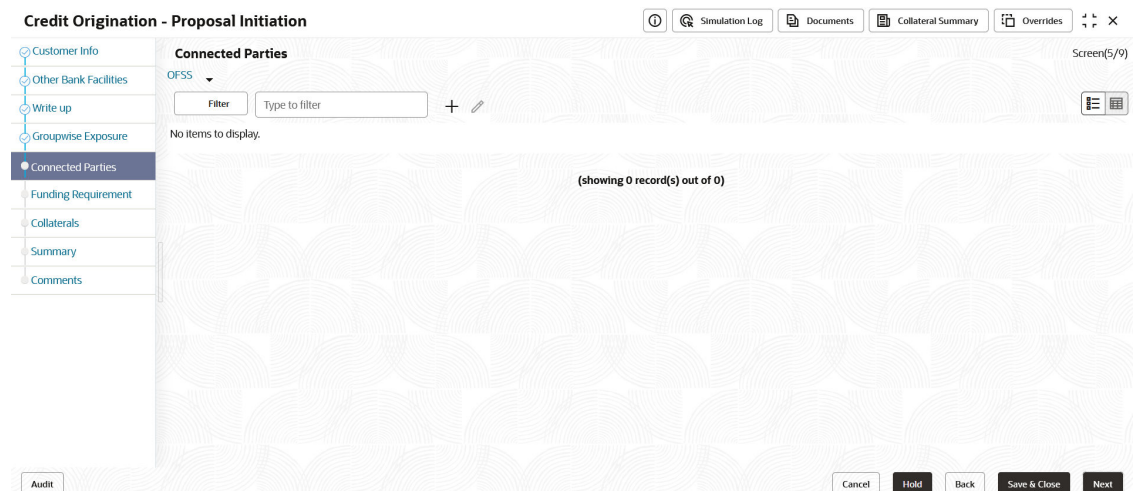 Credit Origination - Proposal Initiation
Simulation Log
Documents
Collateral Summary
Overrides
Customer Info
Other Bank Facilities
Write up
Groupwise Exposure
Connected Parties
Funding Requirement
Collaterals
Summary
Comments
Connected Parties
Screen(5/9)
OFSS
Filter
Type to filter
No items to display.
(showing 0 record(s) out of 0)
Audit
Cancel
Hold
Back
Save & Close
Next